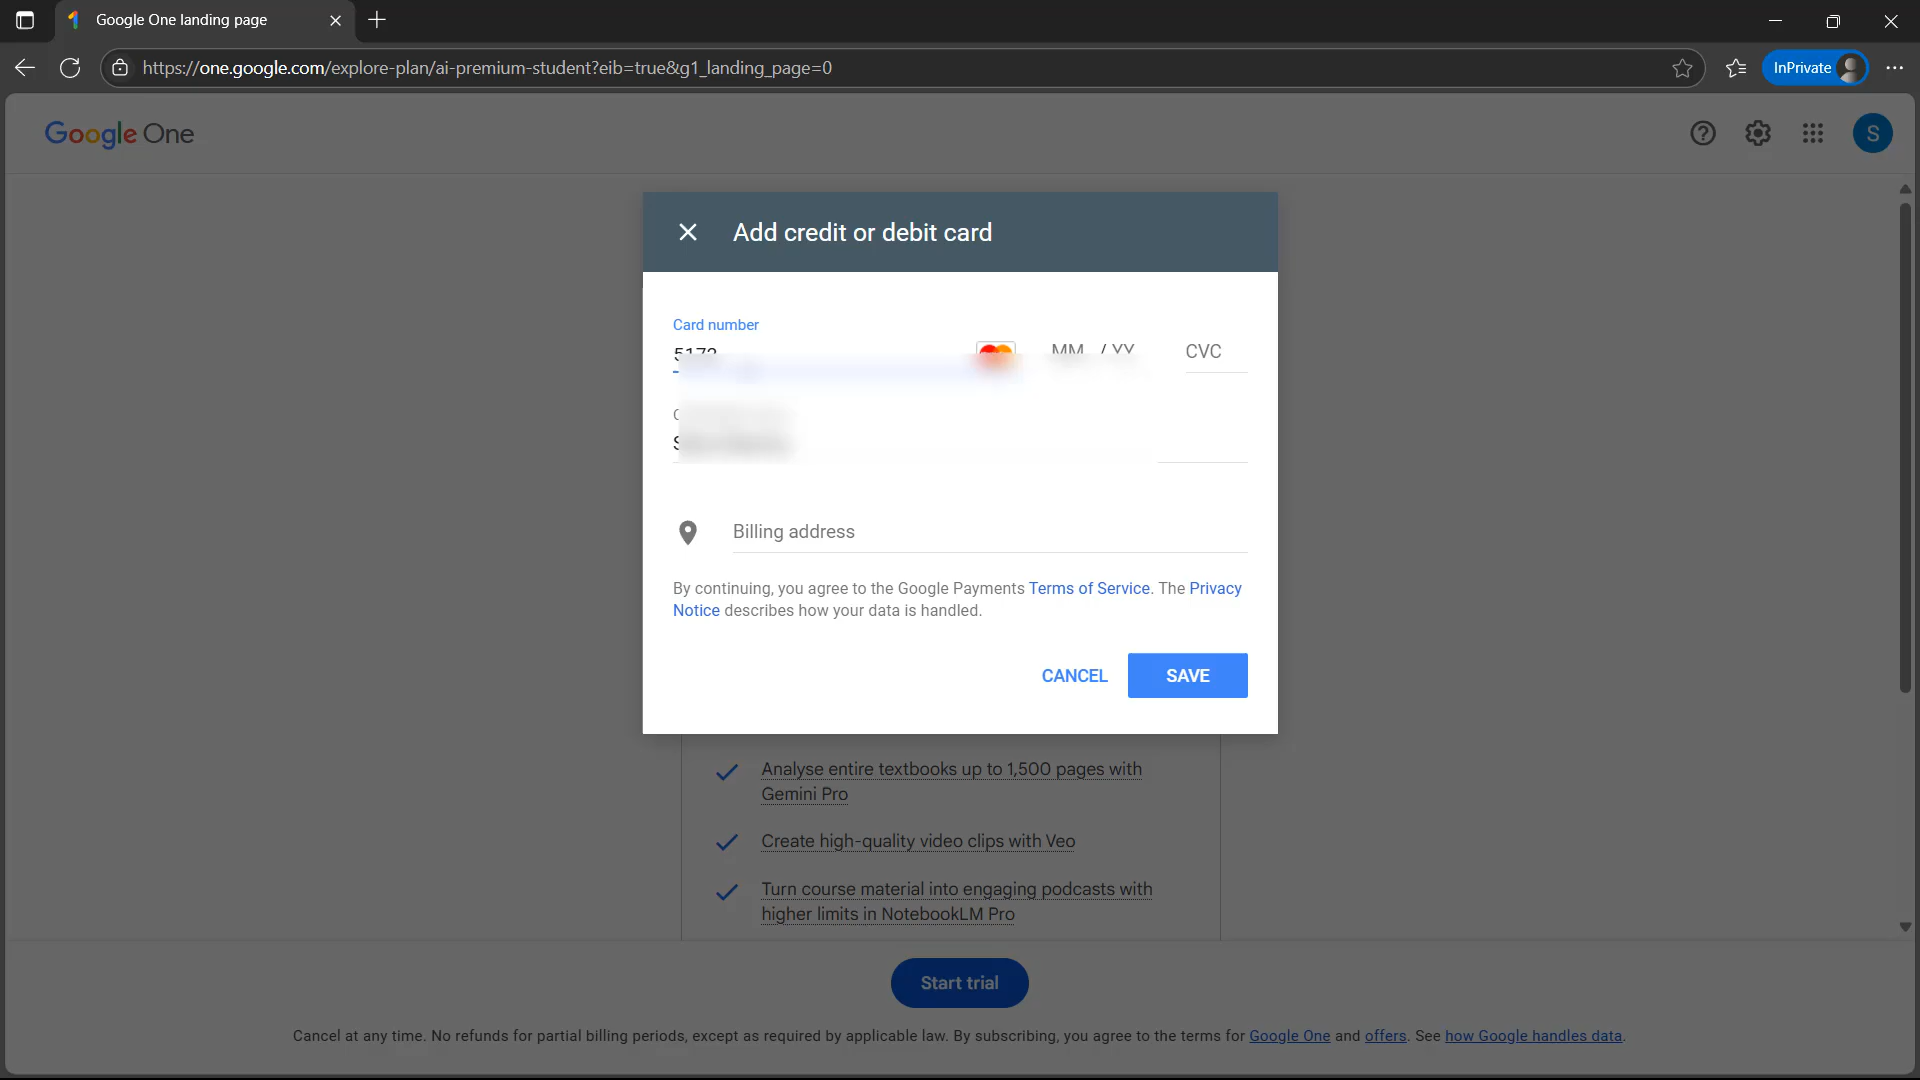 Google One landing page
https://one.google.com/explore-plan/ai-premium-student?eib=true&g1_landing_page=0
InPrivate
Google One
S
Add credit or debit card
Card number
MM / YY
CVC
Billing address
By continuing, you agree to the Google Payments Terms of Service. The Privacy
Notice describes how your data is handled.
CANCEL
SAVE
Analyse entire textbooks up to 1,500 pages with
Gemini Pro
Create high-quality video clips with Veo
Turn course material into engaging podcasts with
higher limits in NotebookLM Pro
Start trial
Cancel at any time. No refunds for partial billing periods, except as required by applicable law. By subscribing, you agree to the terms for Google One and offers. See how Google handles data.